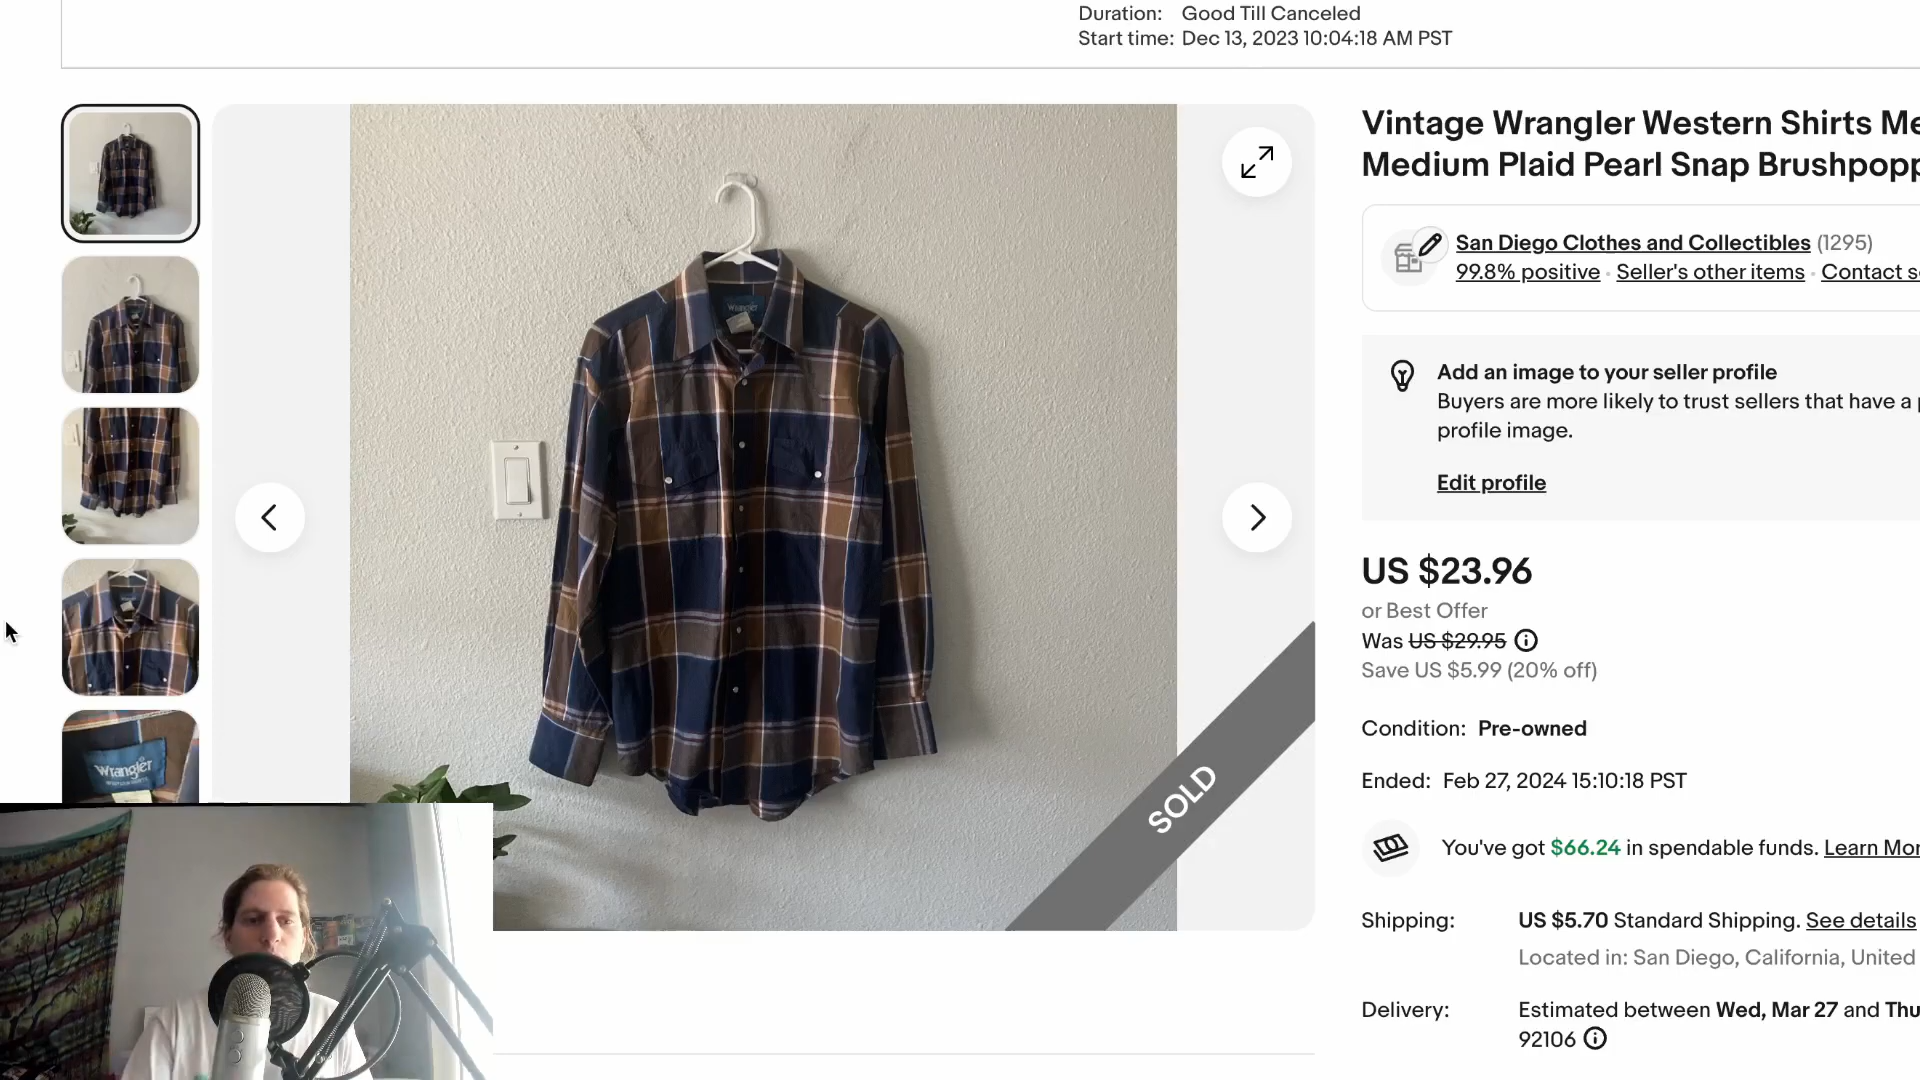 Duration: Good Till Canceled
Start time: Dec 13, 2023 10:04:18 AM PST
Vintage Wrangler Western Shirts Me
Medium Plaid Pearl Snap Brushpopp
San Diego Clothes and Collectibles (1295)
99.8% positive · Seller's other items · Contact s
Add an image to your seller profile
Buyers are more likely to trust sellers that have a p
profile image.
Edit profile
US $23.96
or Best Offer
Was US $29.95
Save US $5.99 (20% off)
Condition: Pre-owned
Ended: Feb 27, 2024 15:10:18 PST
You've got $66.24 in spendable funds. Learn Mor
Shipping: US $5.70 Standard Shipping. See details
Located in: San Diego, California, United
Delivery: Estimated between Wed, Mar 27 and Thu
92106
Wrangler
SOLD
Wrangler